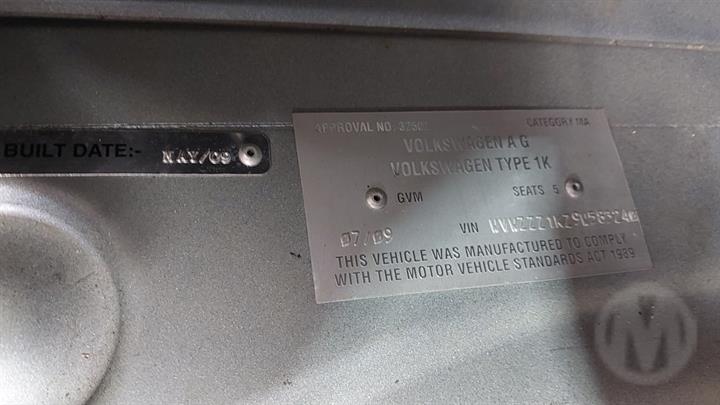 BUILT DATE:- MAY/09
APPROVAL NO. CATEGORY MA
VOLKSWAGEN A G
VOLKSWAGEN TYPE 1K
GVM SEATS 5
07/09 VIN
THIS VEHICLE WAS MANUFACTURED TO COMPLY
WITH THE MOTOR VEHICLE STANDARDS ACT 1989
M